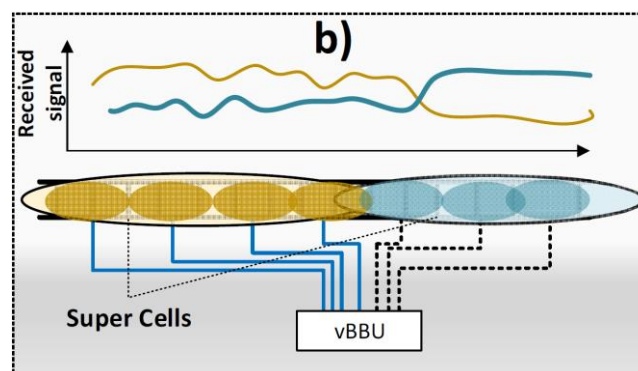 b)
Received
signal
Super Cells
vBBU